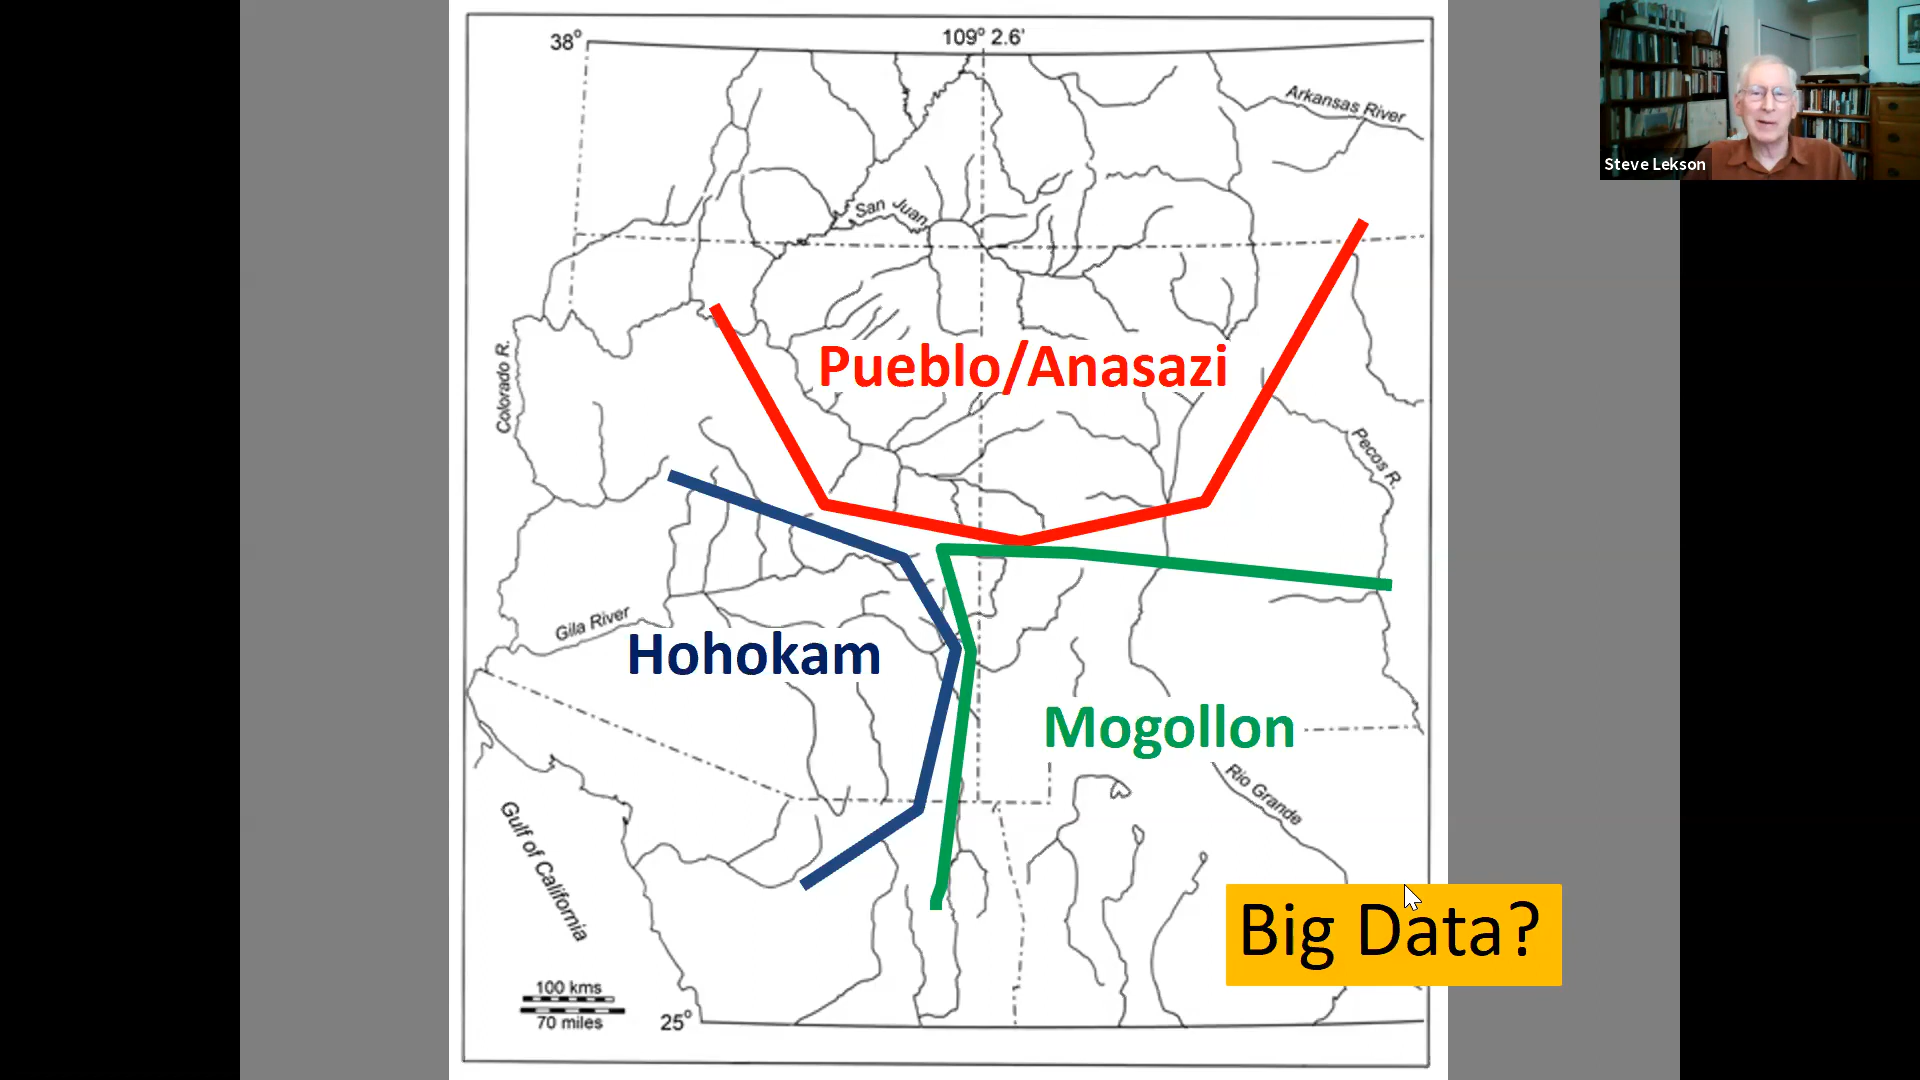 38°
109° 2.6'
Arkansas River
Steve Lekson
San Juan
Colorado R.
Pueblo/Anasazi
Pecos R.
Gila River
Hohokam
Mogollon
Rio Grande
Gulf of California
Big Data?
100 kms
70 miles
25°